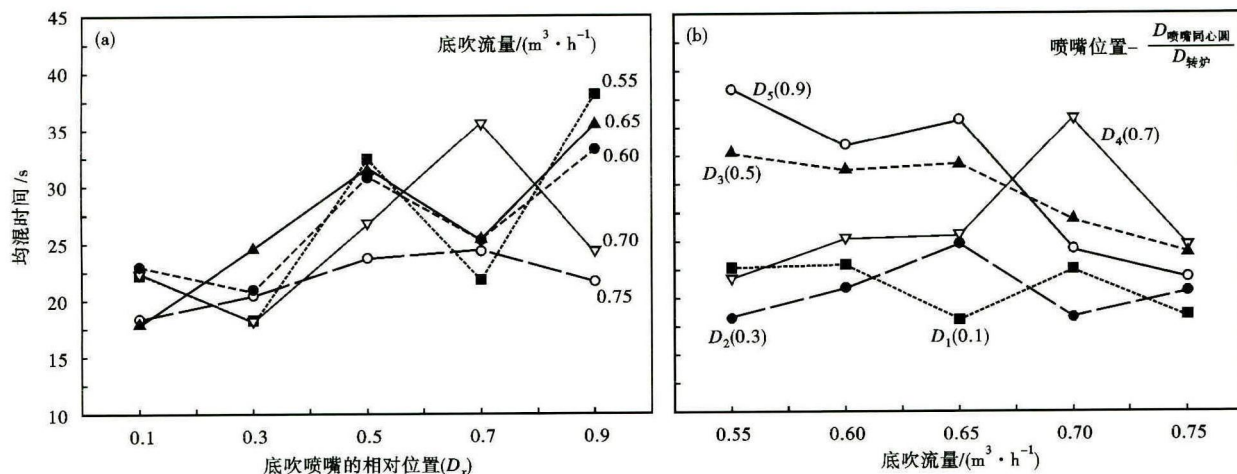 45
40
35
30
25
20
15
10
均混时间/s
(a)
底吹流量/(m³·h⁻¹)
0.55
0.65
0.60
0.70
0.75
0.1 0.3 0.5 0.7 0.9
底吹喷嘴的相对位置(Dᵣ)
(b)
喷嘴位置– D喷嘴同心圆
D转炉
D₅(0.9)
D₄(0.7)
D₃(0.5)
D₂(0.3)
D₁(0.1)
0.55 0.60 0.65 0.70 0.75
底吹流量/(m³·h⁻¹)